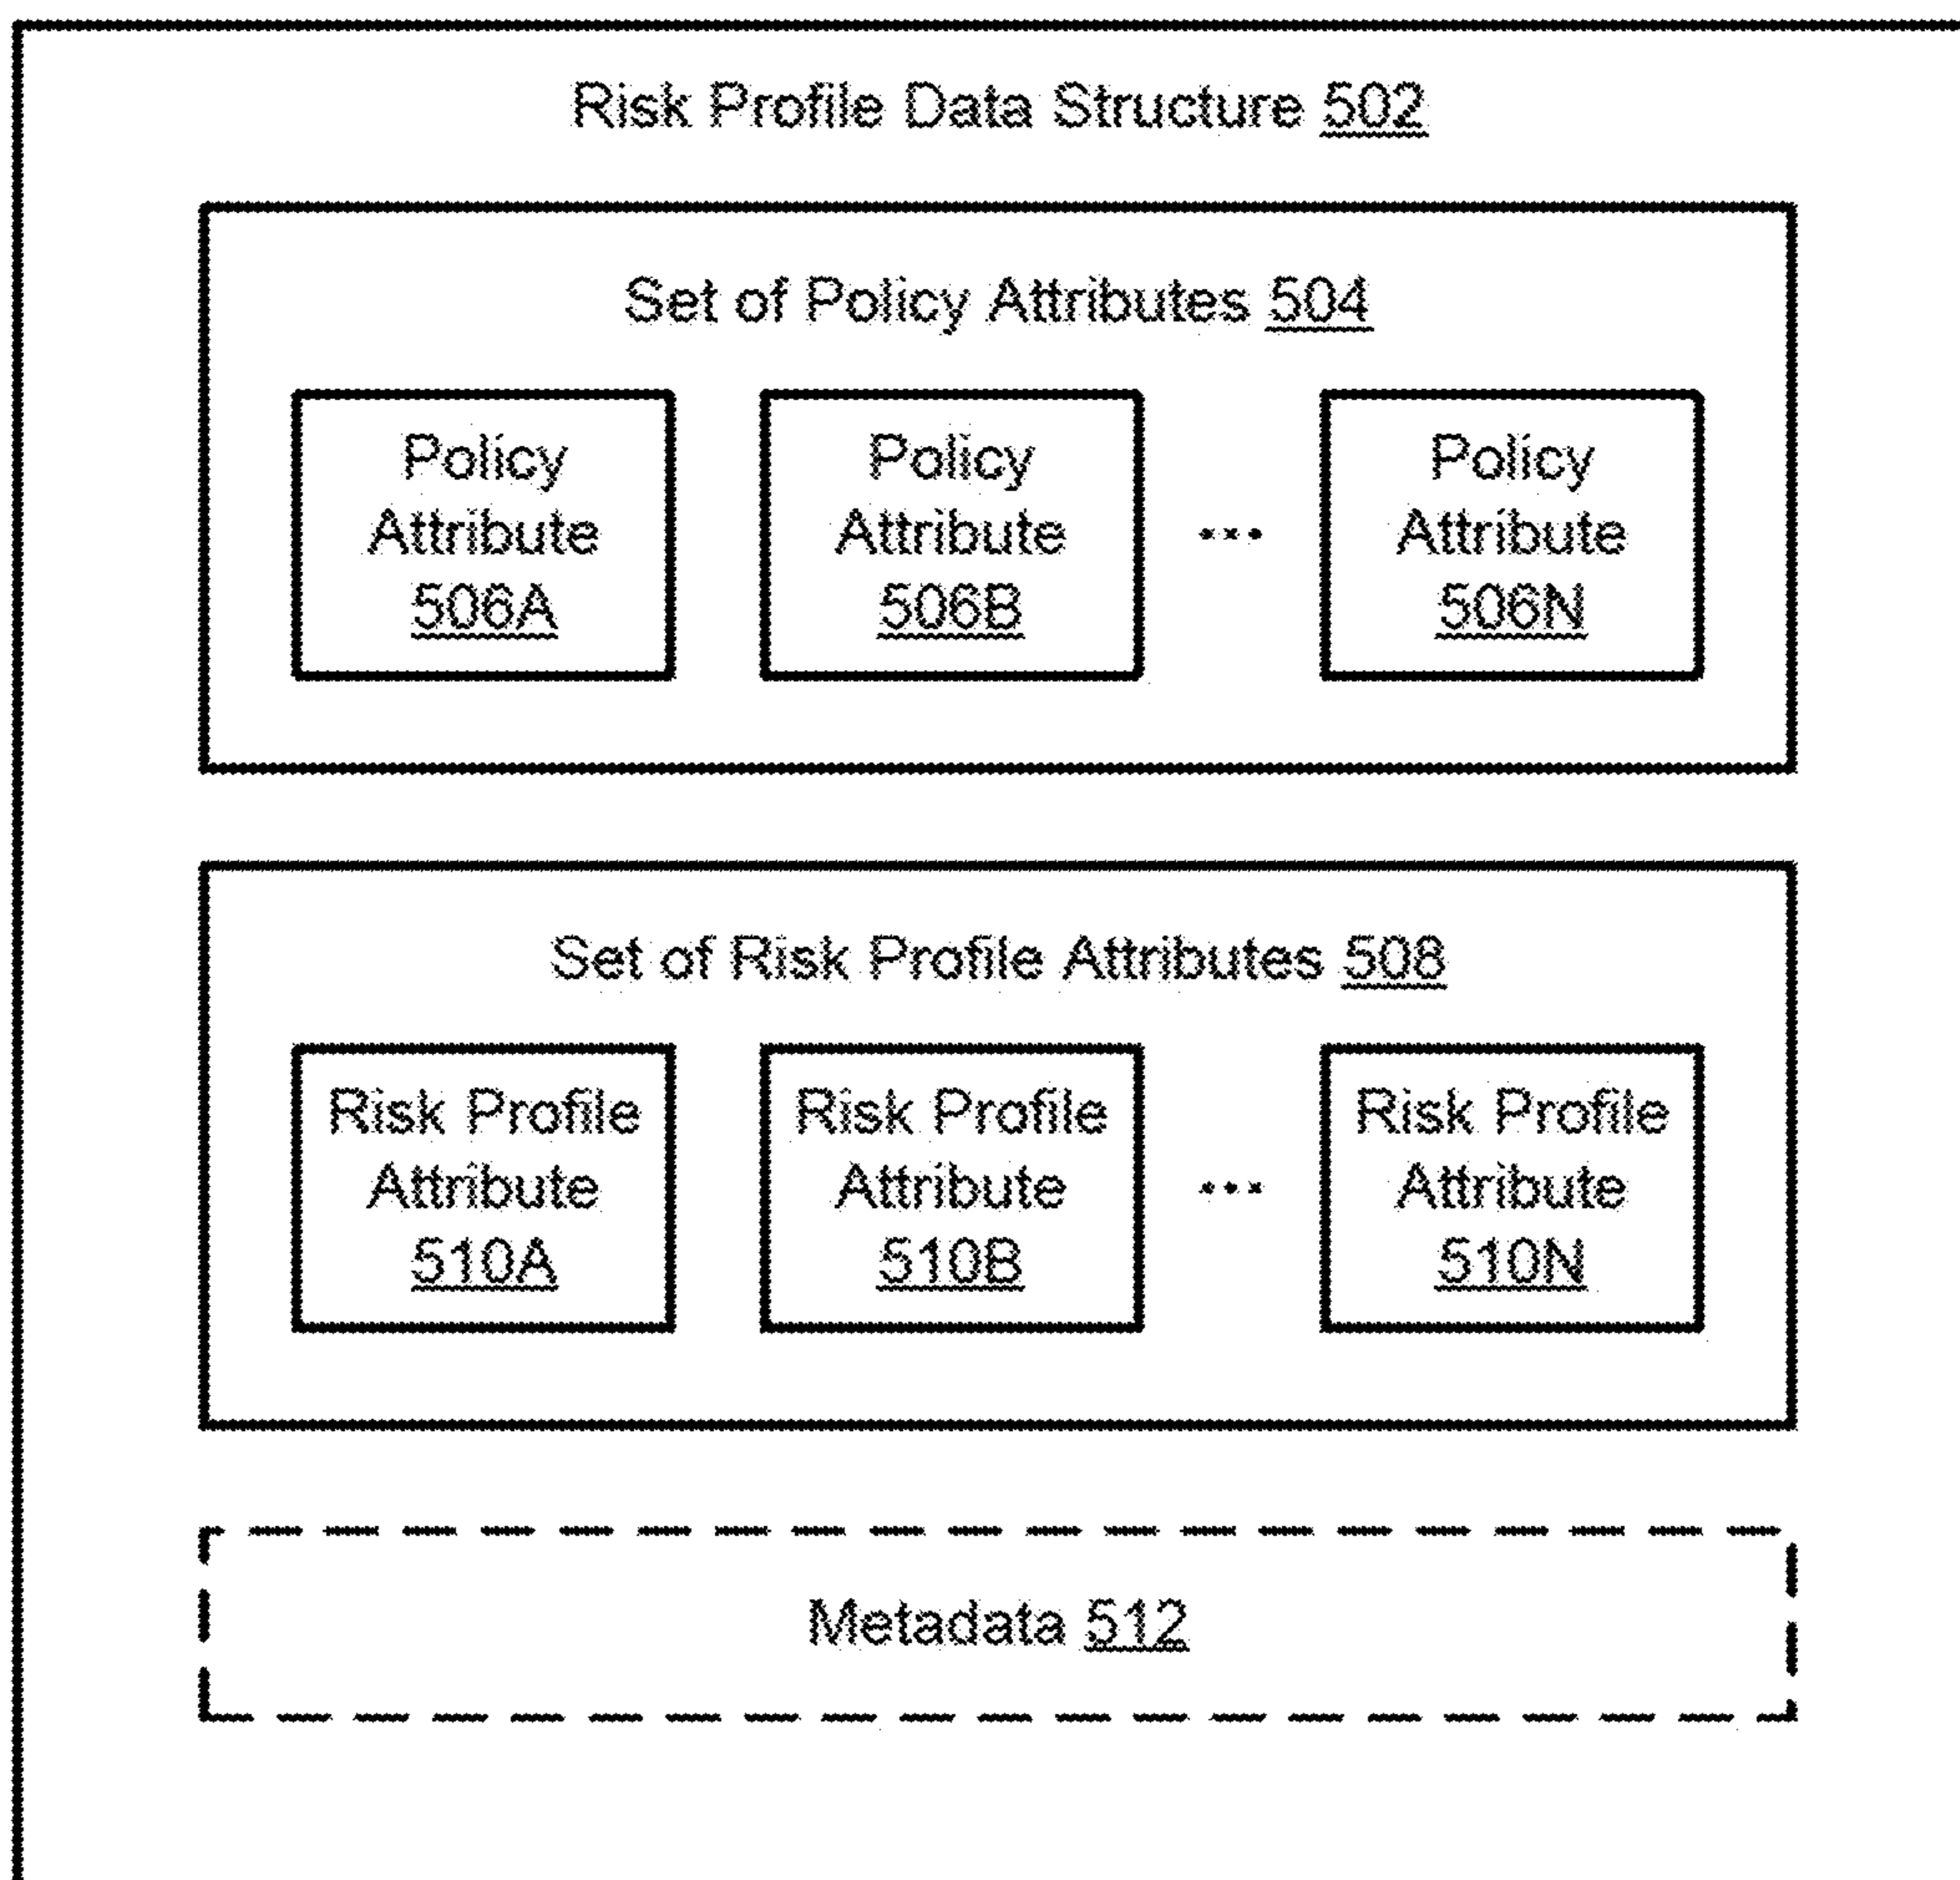 Risk Profile Data Structure 502
Set of Policy Attributes 504
Policy
Attribute
506A
Policy
Attribute
506B
...
Policy
Attribute
506N
Set of Risk Profile Attributes 508
Risk Profile
Attribute
510A
Risk Profile
Attribute
510B
...
Risk Profile
Attribute
510N
Metadata 512